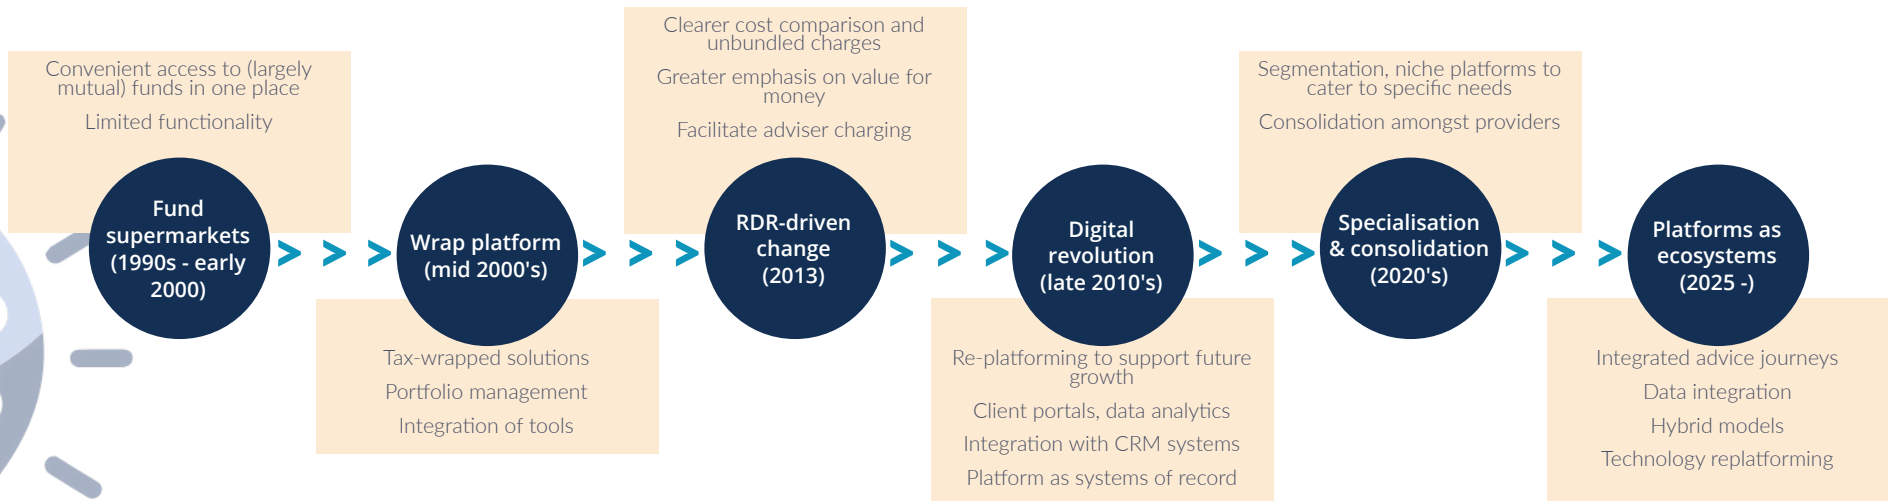 Convenient access to (largely
mutual) funds in one place
Limited functionality
Fund
supermarkets
(1990s - early
2000)
Wrap platform
(mid 2000's)
Tax-wrapped solutions
Portfolio management
Integration of tools
Clearer cost comparison and
unbundled charges
Greater emphasis on value for
money
Facilitate adviser charging
RDR-driven
change
(2013)
Digital
revolution
(late 2010's)
Re-platforming to support future
growth
Client portals, data analytics
Integration with CRM systems
Platform as systems of record
Segmentation, niche platforms to
cater to specific needs
Consolidation amongst providers
Specialisation
& consolidation
(2020's)
Platforms as
ecosystems
(2025 -)
Integrated advice journeys
Data integration
Hybrid models
Technology replatforming